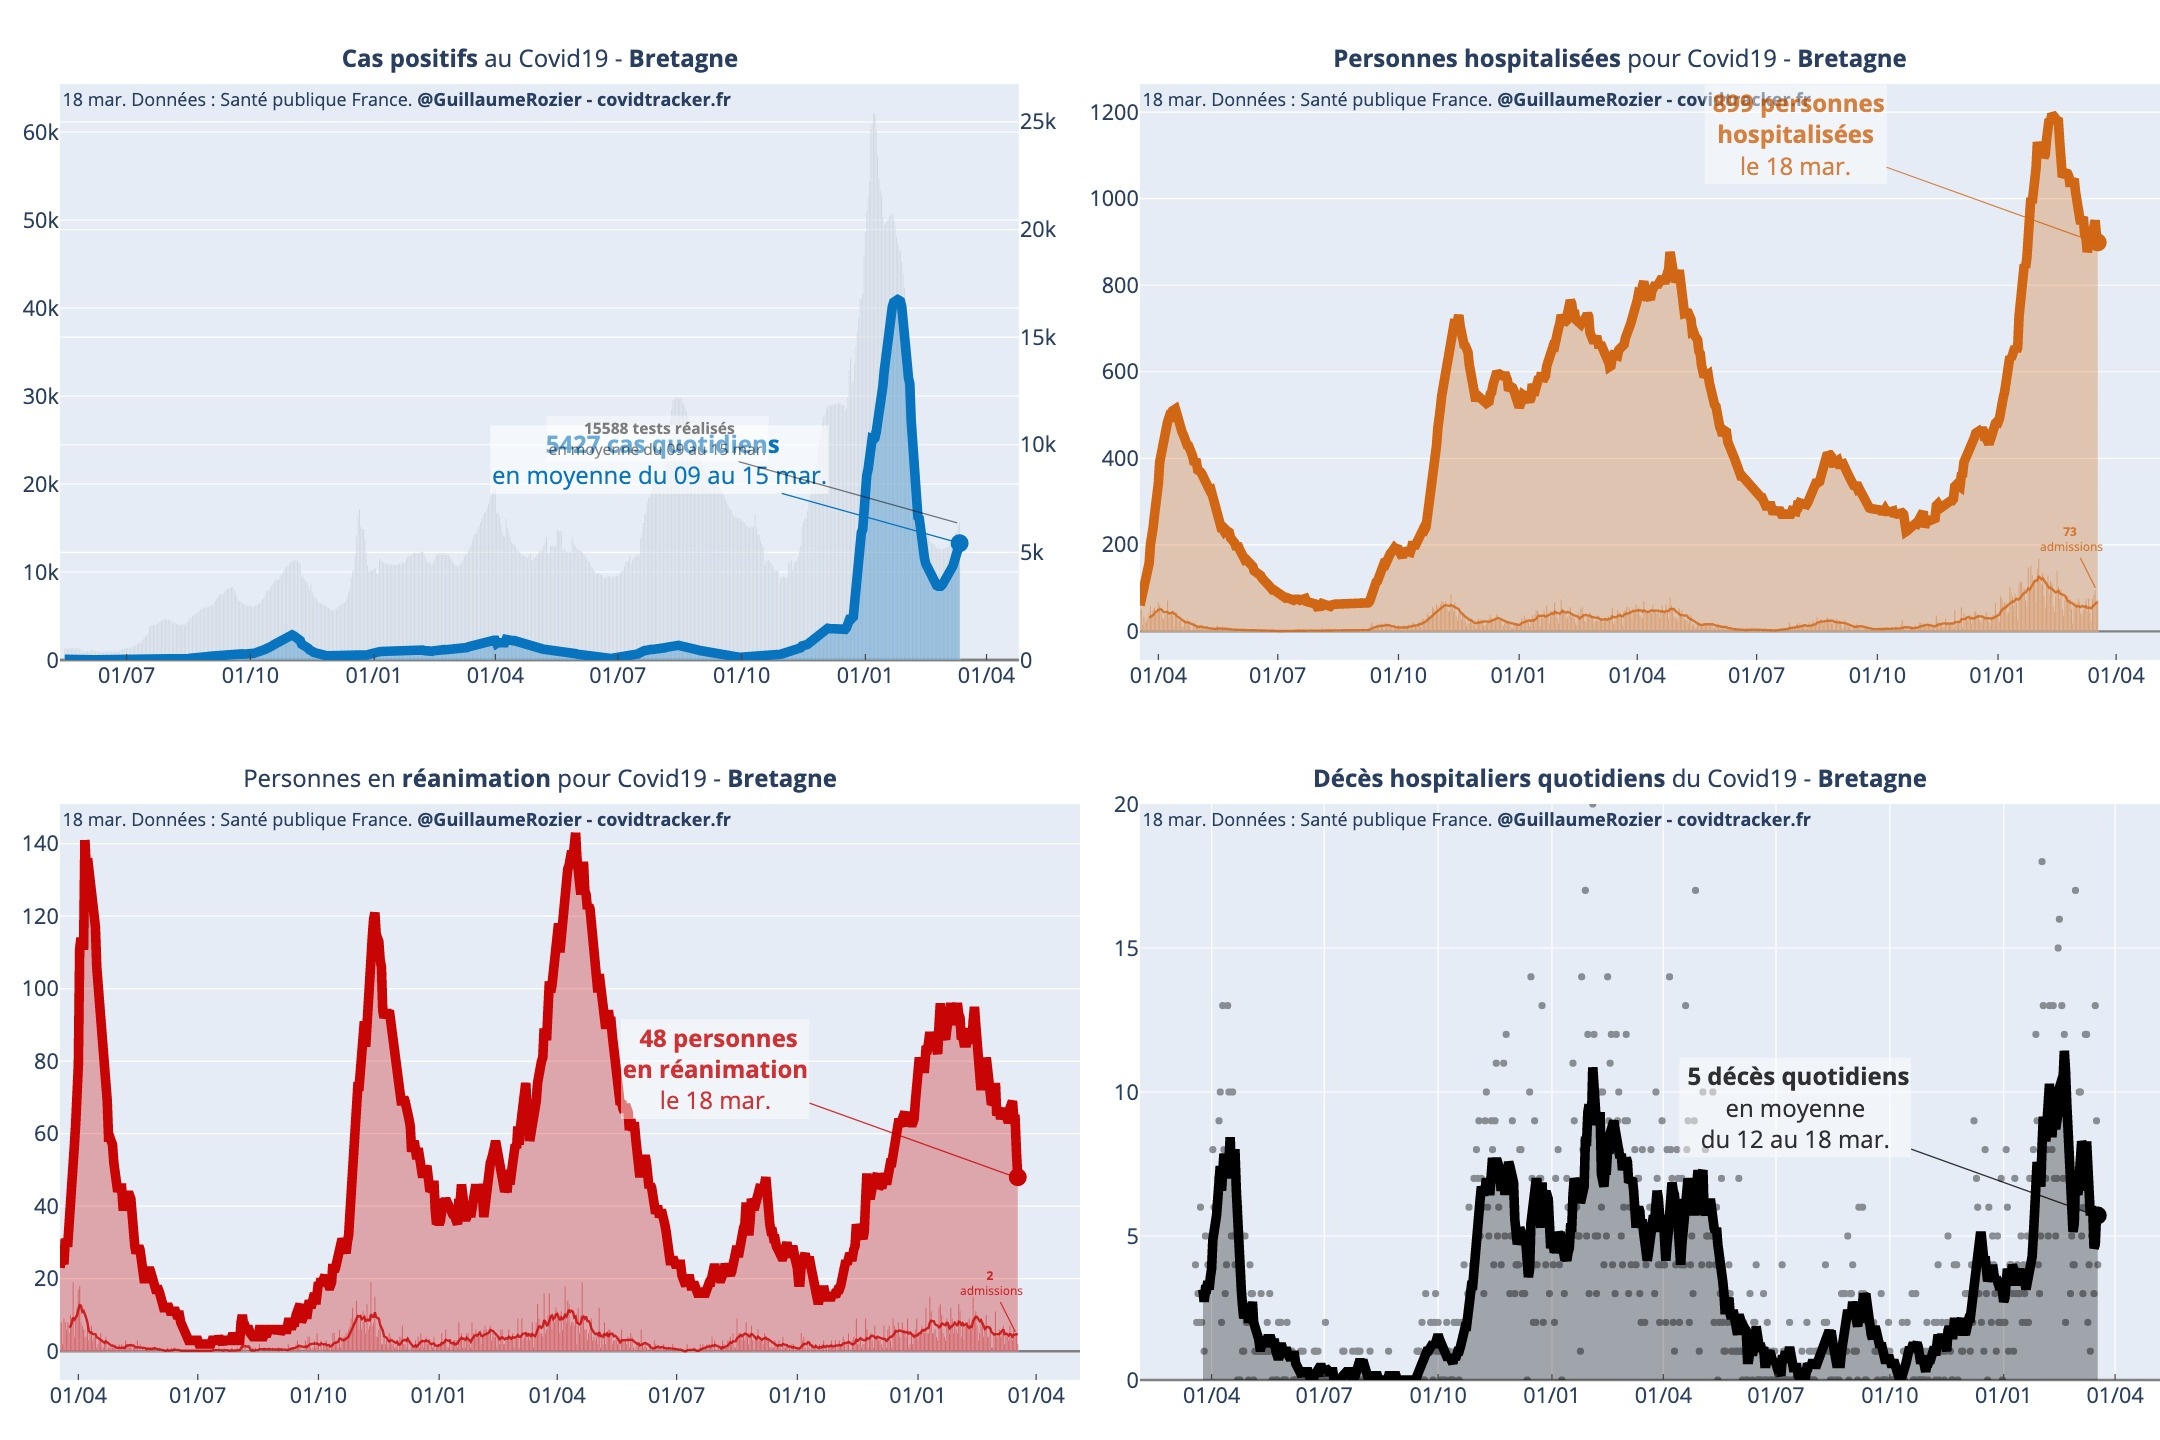 Cas positifs au Covid19 - Bretagne
18 mar. Données : Santé publique France. @GuillaumeRozier - covidtracker.fr
60k
50k
40k
30k
20k
10k
0
25k
20k
15k
10k
5k
0
15588 tests réalisés
en moyenne du 09 au 15 mar.
5427 cas quotidiens
en moyenne du 09 au 15 mar.
01/07 01/10 01/01 01/04 01/07 01/10 01/01 01/04
Personnes hospitalisées pour Covid19 - Bretagne
18 mar. Données : Santé publique France. @GuillaumeRozier - covidtracker.fr
899 personnes
hospitalisées
le 18 mar.
1200
1000
800
600
400
200
0
73
admissions
01/04 01/07 01/10 01/01 01/04 01/07 01/10 01/01 01/04
Personnes en réanimation pour Covid19 - Bretagne
18 mar. Données : Santé publique France. @GuillaumeRozier - covidtracker.fr
140
120
100
80
60
40
20
0
48 personnes
en réanimation
le 18 mar.
2
admissions
01/04 01/07 01/10 01/01 01/04 01/07 01/10 01/01 01/04
Décès hospitaliers quotidiens du Covid19 - Bretagne
18 mar. Données : Santé publique France. @GuillaumeRozier - covidtracker.fr
20
15
10
5
0
5 décès quotidiens
en moyenne
du 12 au 18 mar.
01/04 01/07 01/10 01/01 01/04 01/07 01/10 01/01 01/04